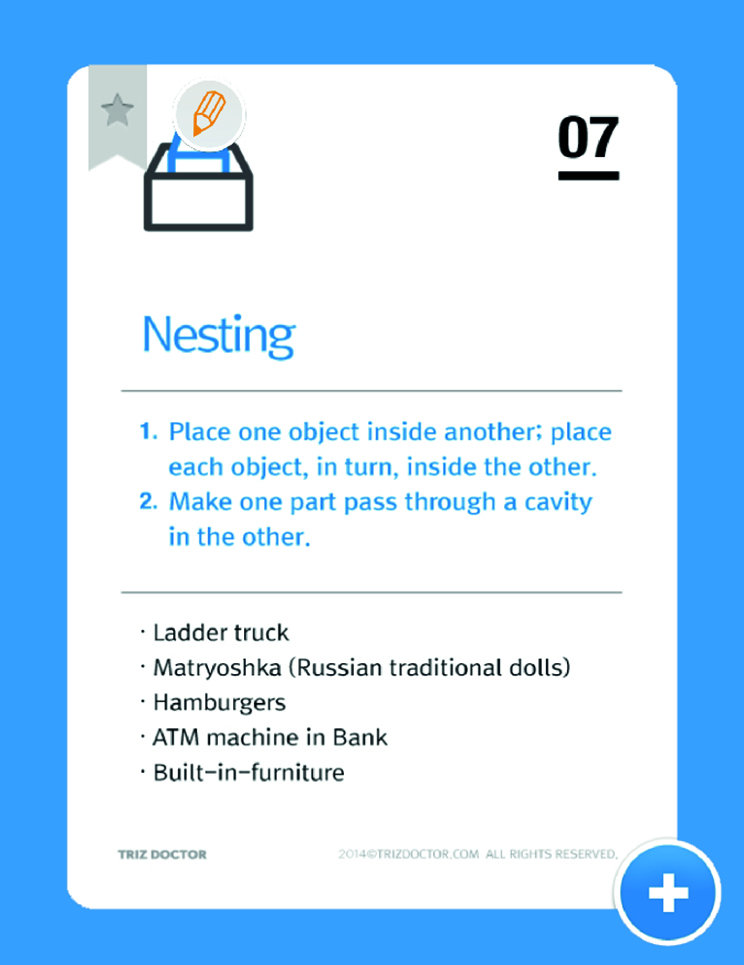 07
Nesting
1. Place one object inside another; place
each object, in turn, inside the other.
2. Make one part pass through a cavity
in the other.
· Ladder truck
· Matryoshka (Russian traditional dolls)
· Hamburgers
· ATM machine in Bank
· Built-in-furniture
TRIZ DOCTOR 2014©TRIZDOCTOR.COM ALL RIGHTS RESERVED.